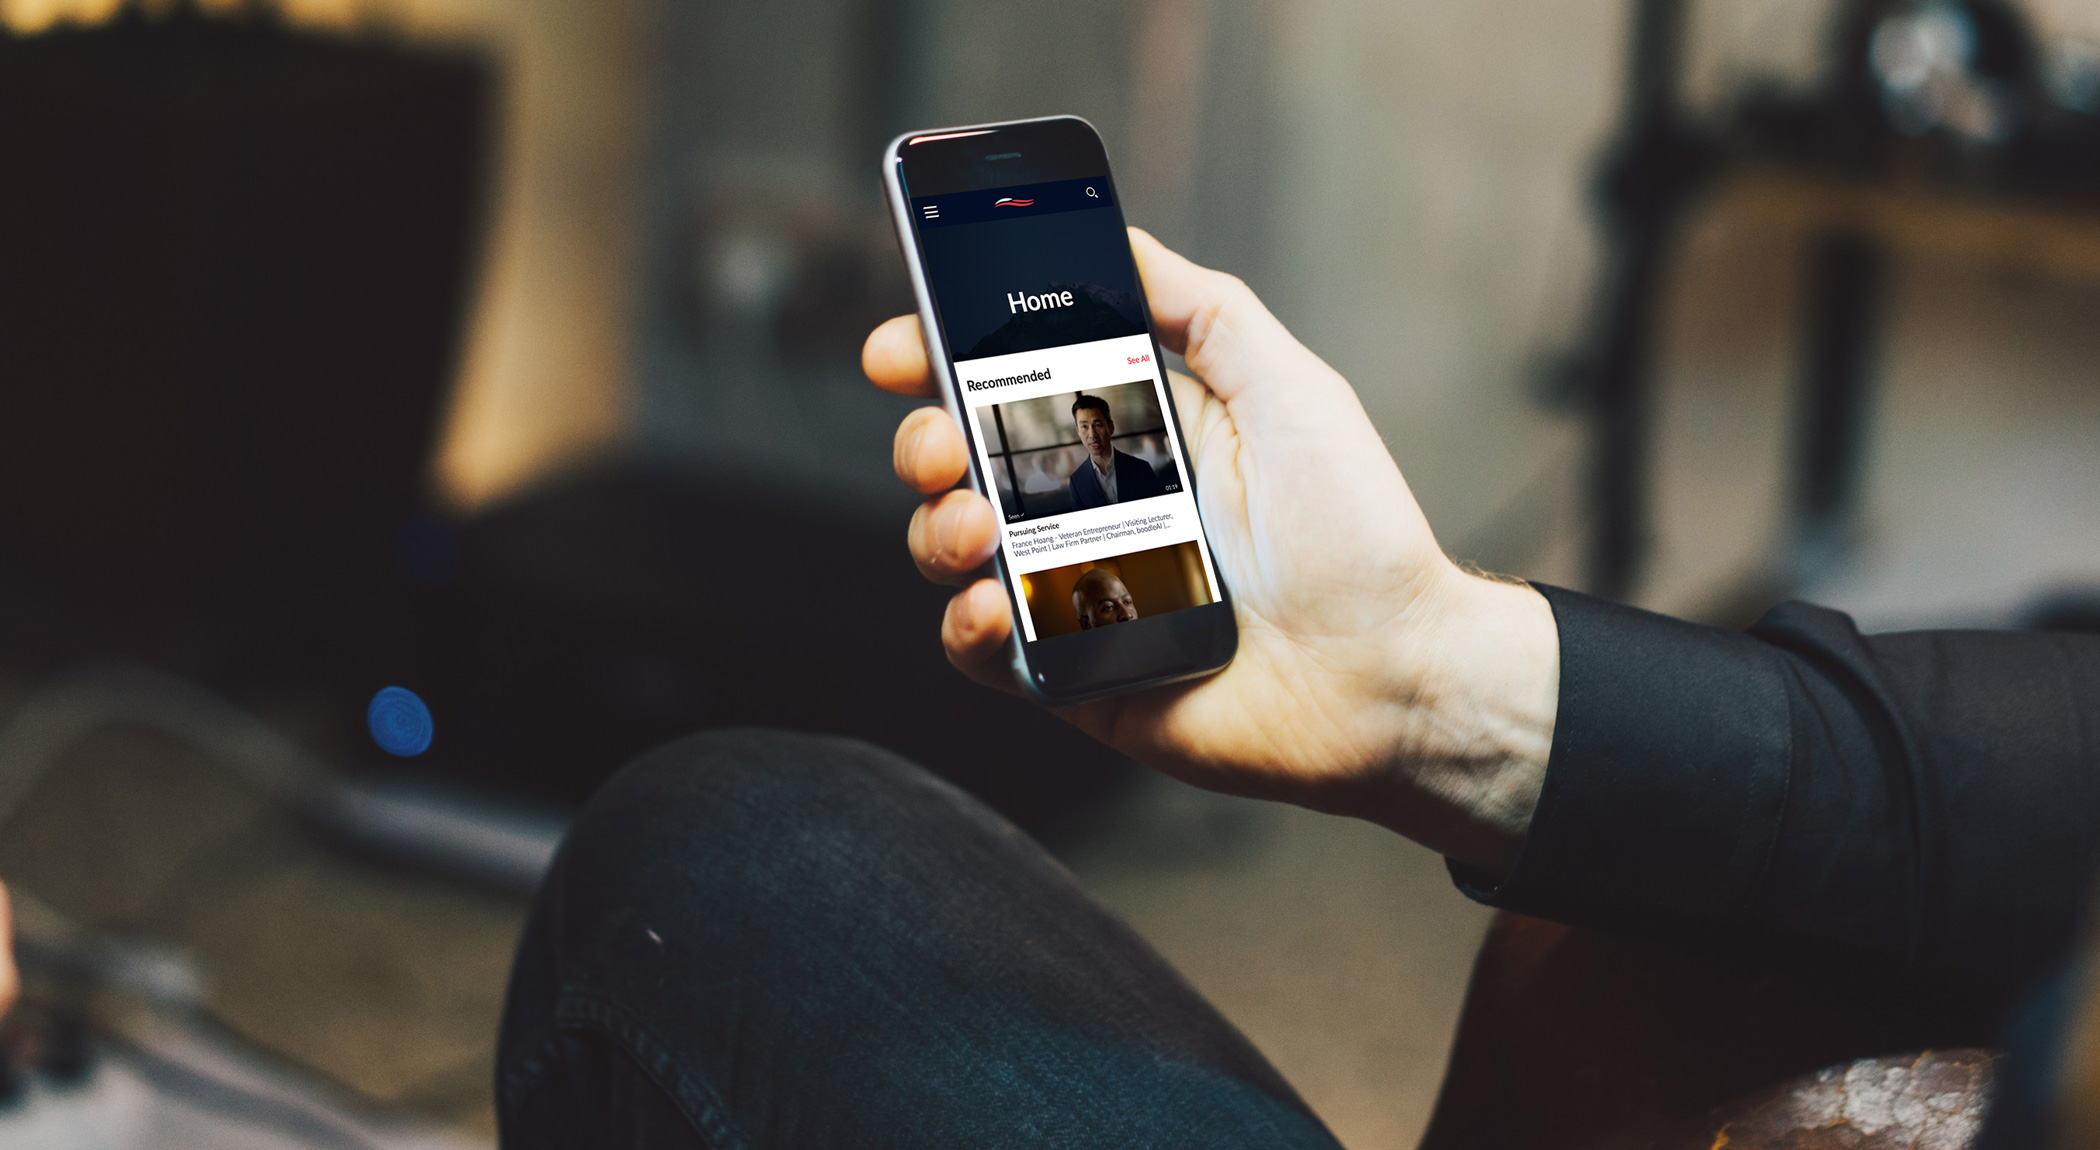 Home
Recommended
See All
Seen ✓
01:19
Pursuing Service
France Hoang - Veteran Entrepreneur | Visiting Lecturer,
West Point | Law Firm Partner | Chairman, boodleAI |...